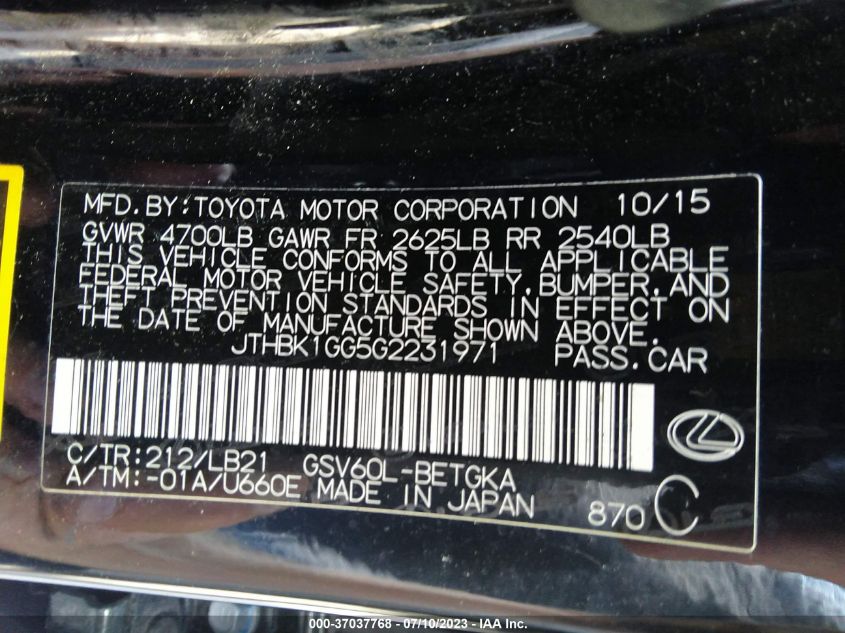 MFD.BY:TOYOTA MOTOR CORPORATION 10/15
GVWR 4700LB GAWR FR 2625LB RR 2540LB
THIS VEHICLE CONFORMS TO ALL APPLICABLE
FEDERAL MOTOR VEHICLE SAFETY,BUMPER,AND
THEFT PREVENTION STANDARDS IN EFFECT ON
THE DATE OF MANUFACTURE SHOWN ABOVE.
JTHBK1GG5G2231971 PASS.CAR
C/TR:212/LB21 GSV60L-BETGKA
A/TM:-01A/U660E MADE IN JAPAN 870 C
000-37037768 - 07/10/2023 - IAA Inc.